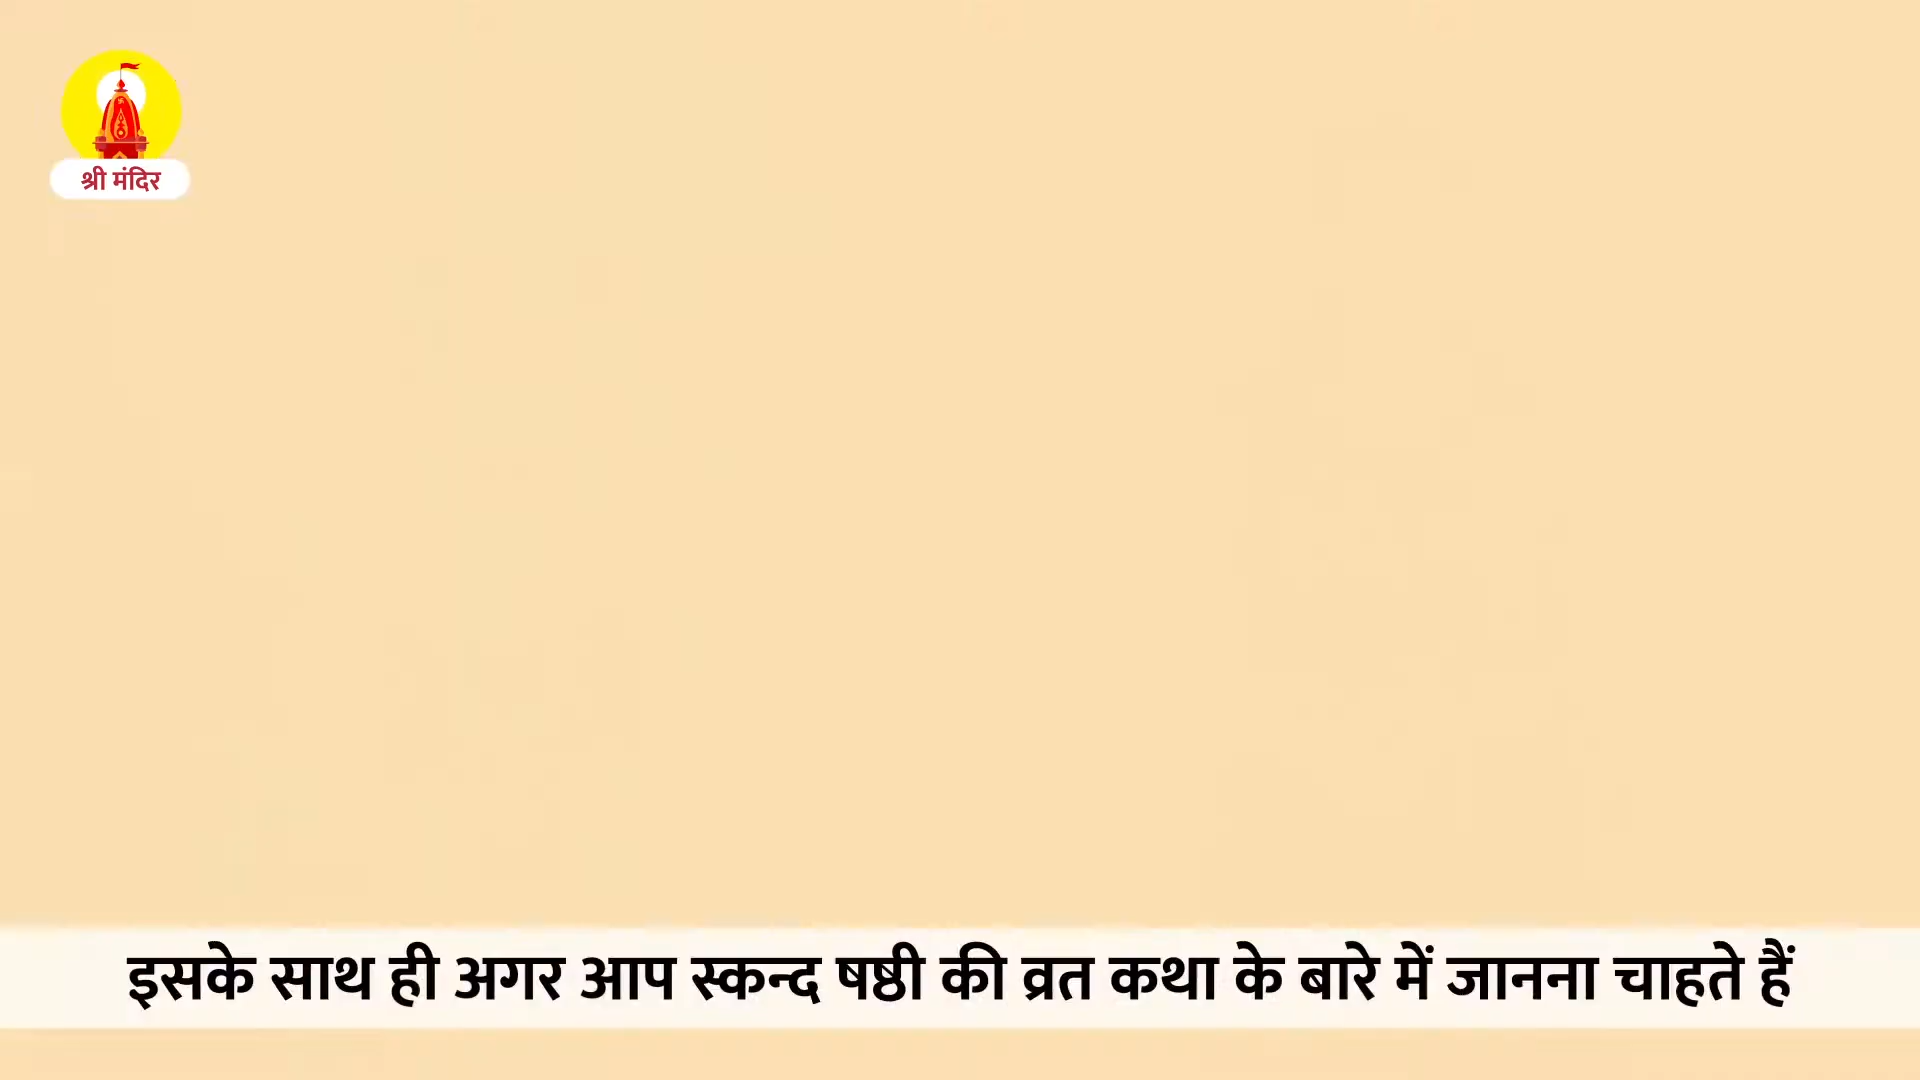 श्री मंदिर
इसके साथ ही अगर आप स्कन्द षष्ठी की व्रत कथा के बारे में जानना चाहते हैं